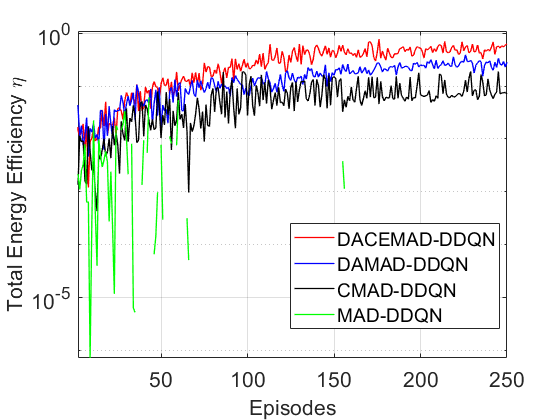 10^0
10^-5
Total Energy Efficiency η
DACEMAD-DDQN
DAMAD-DDQN
CMAD-DDQN
MAD-DDQN
50 100 150 200 250
Episodes